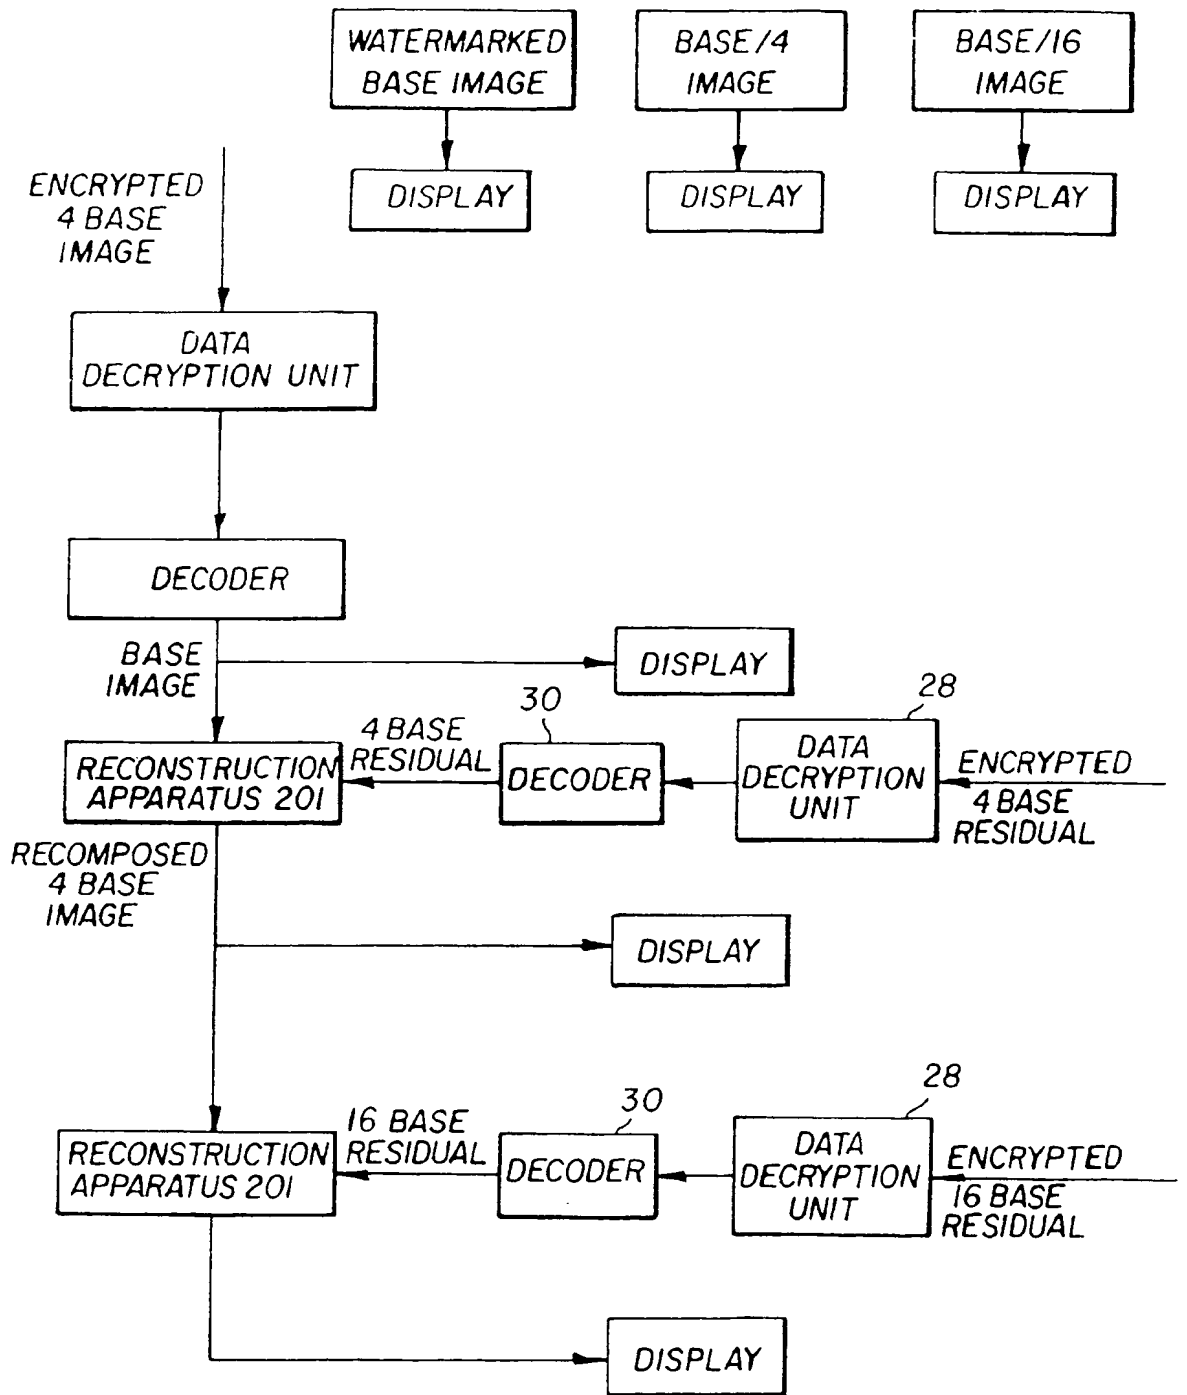 WATERMARKED
BASE IMAGE
BASE/4
IMAGE
BASE/16
IMAGE
DISPLAY
DISPLAY
DISPLAY
ENCRYPTED
4 BASE
IMAGE
DATA
DECRYPTION UNIT
DECODER
BASE
IMAGE
DISPLAY
30
28
RECONSTRUCTION
APPARATUS 201
4 BASE
RESIDUAL
DECODER
DATA
DECRYPTION
UNIT
ENCRYPTED
4 BASE
RESIDUAL
RECOMPOSED
4 BASE
IMAGE
DISPLAY
30
28
RECONSTRUCTION
APPARATUS 201
16 BASE
RESIDUAL
DECODER
DATA
DECRYPTION
UNIT
ENCRYPTED
16 BASE
RESIDUAL
DISPLAY